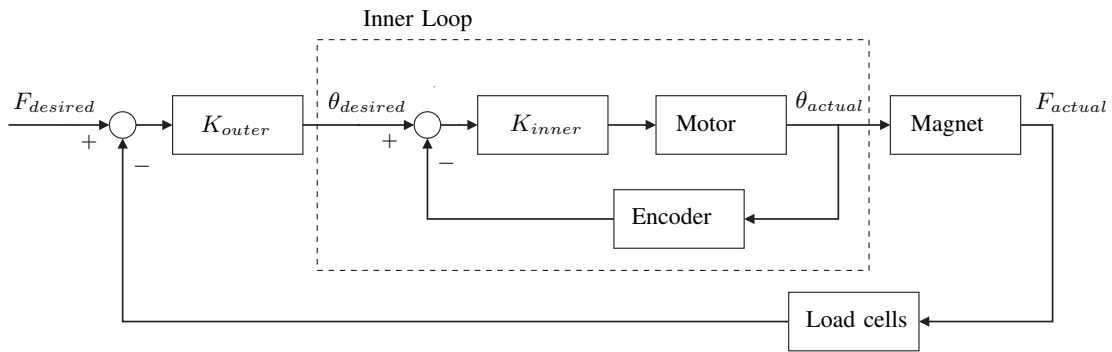 Inner Loop
F_desired
K_outer
θ_desired
K_inner
Motor
θ_actual
Magnet
F_actual
+
−
+
−
Encoder
Load cells